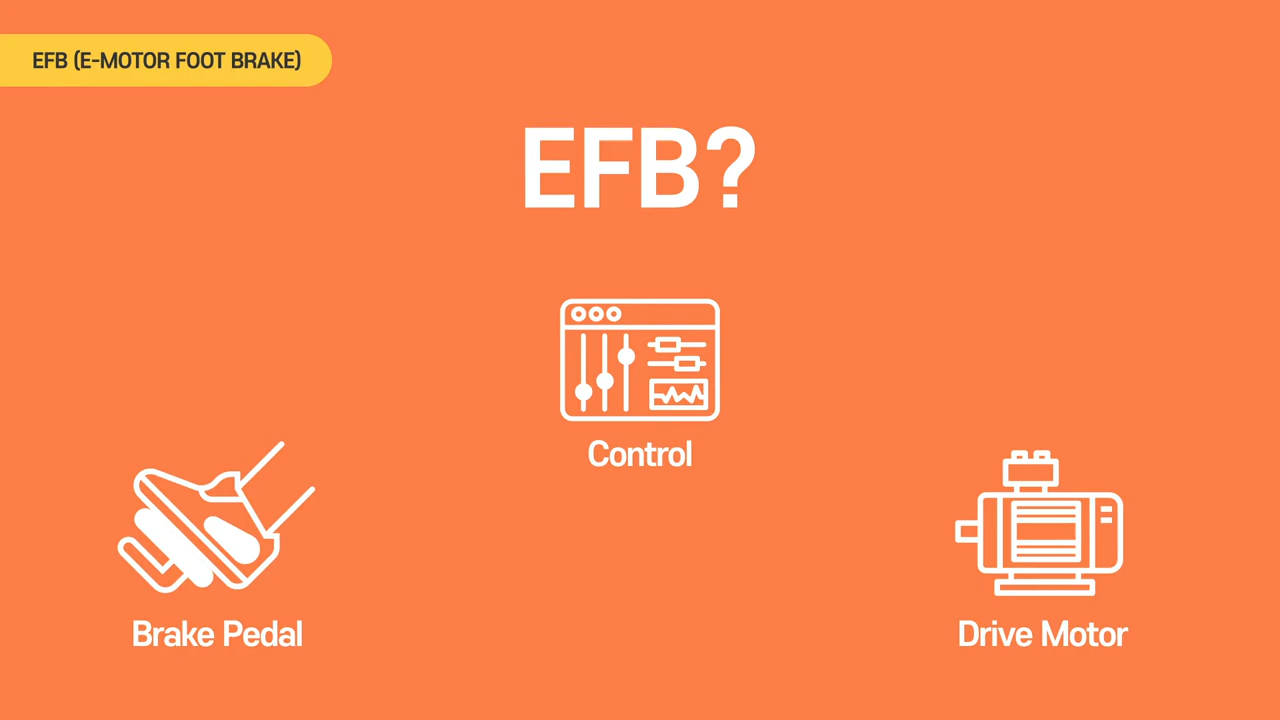 EFB (E-MOTOR FOOT BRAKE)
EFB?
Control
Brake Pedal
Drive Motor